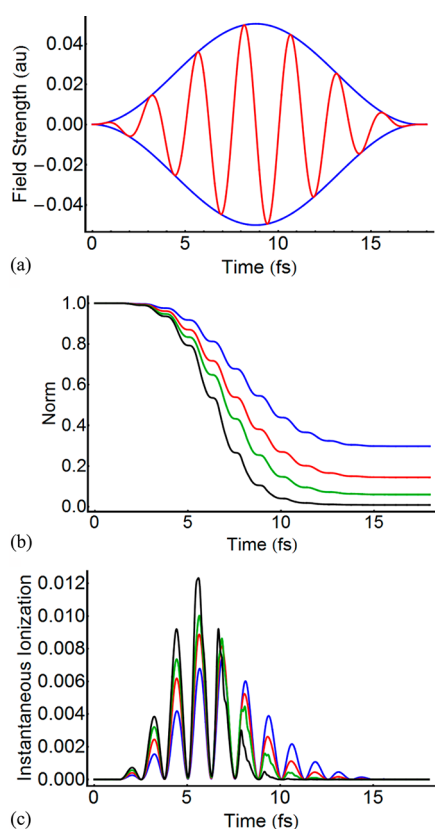 0.04
0.02
0.00
−0.02
−0.04
Field Strength (au)
0 5 10 15
Time (fs)
(a)
1.0
0.8
0.6
0.4
0.2
0.0
Norm
0 5 10 15
Time (fs)
(b)
0.012
0.010
0.008
0.006
0.004
0.002
0.000
Instantaneous Ionization
0 5 10 15
Time (fs)
(c)